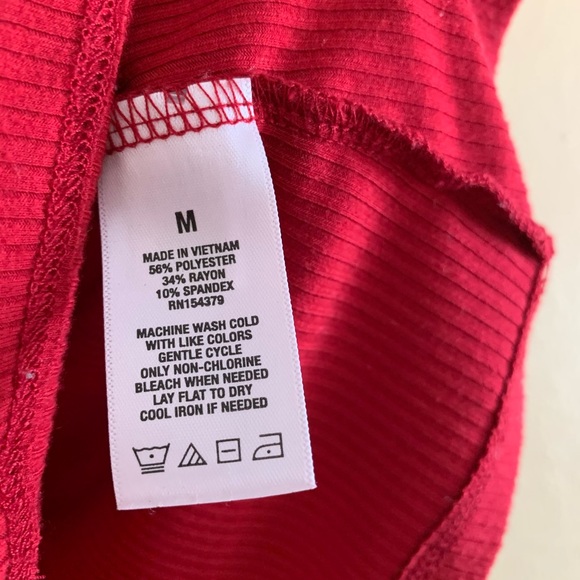 M
MADE IN VIETNAM
56% POLYESTER
34% RAYON
10% SPANDEX
RN154379
MACHINE WASH COLD
WITH LIKE COLORS
GENTLE CYCLE
ONLY NON-CHLORINE
BLEACH WHEN NEEDED
LAY FLAT TO DRY
COOL IRON IF NEEDED